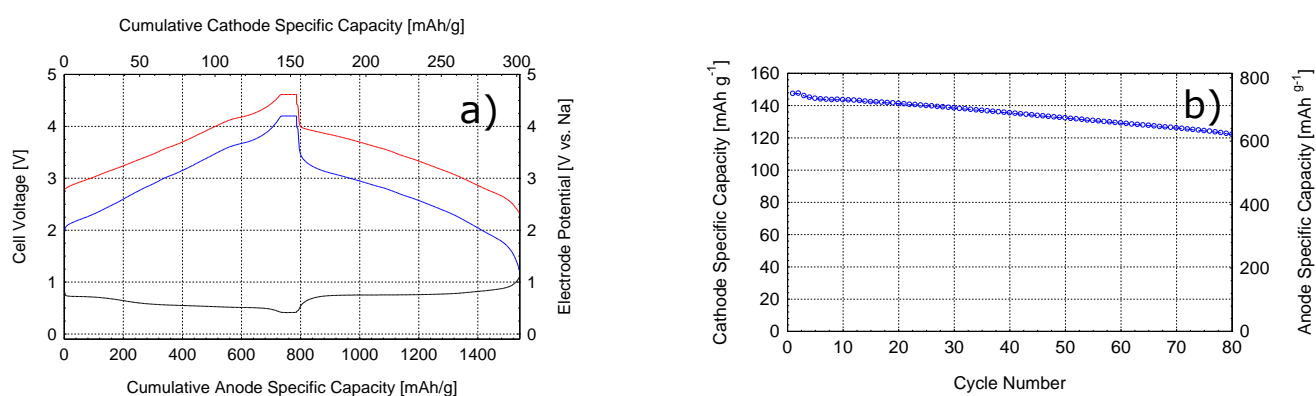 Cumulative Cathode Specific Capacity [mAh/g]
0 50 100 150 200 250 300
5 4 3 2 1 0
Cell Voltage [V]
a)
5 4 3 2 1 0
Electrode Potential [V vs. Na]
0 200 400 600 800 1000 1200 1400
Cumulative Anode Specific Capacity [mAh/g]
160 140 120 100 80 60 40 20 0
Cathode Specific Capacity [mAh g-1]
b)
800 600 400 200 0
Anode Specific Capacity [mAh g-1]
0 10 20 30 40 50 60 70 80
Cycle Number